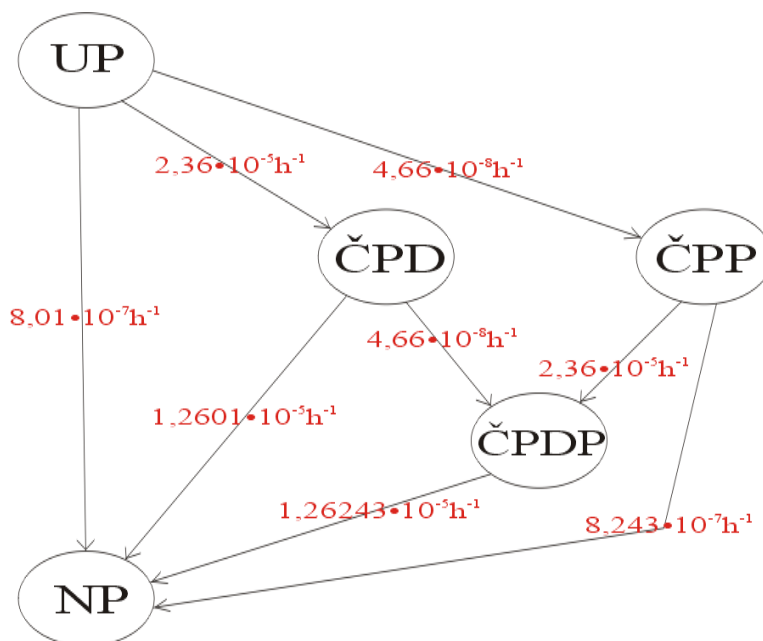 UP
2,36•10⁻⁵h⁻¹
4,66•10⁻⁸h⁻¹
ČPD
ČPP
8,01•10⁻⁷h⁻¹
4,66•10⁻⁸h⁻¹
2,36•10⁻⁵h⁻¹
1,2601•10⁻⁵h⁻¹
ČPDP
1,26243•10⁻⁵h⁻¹
8,243•10⁻⁷h⁻¹
NP